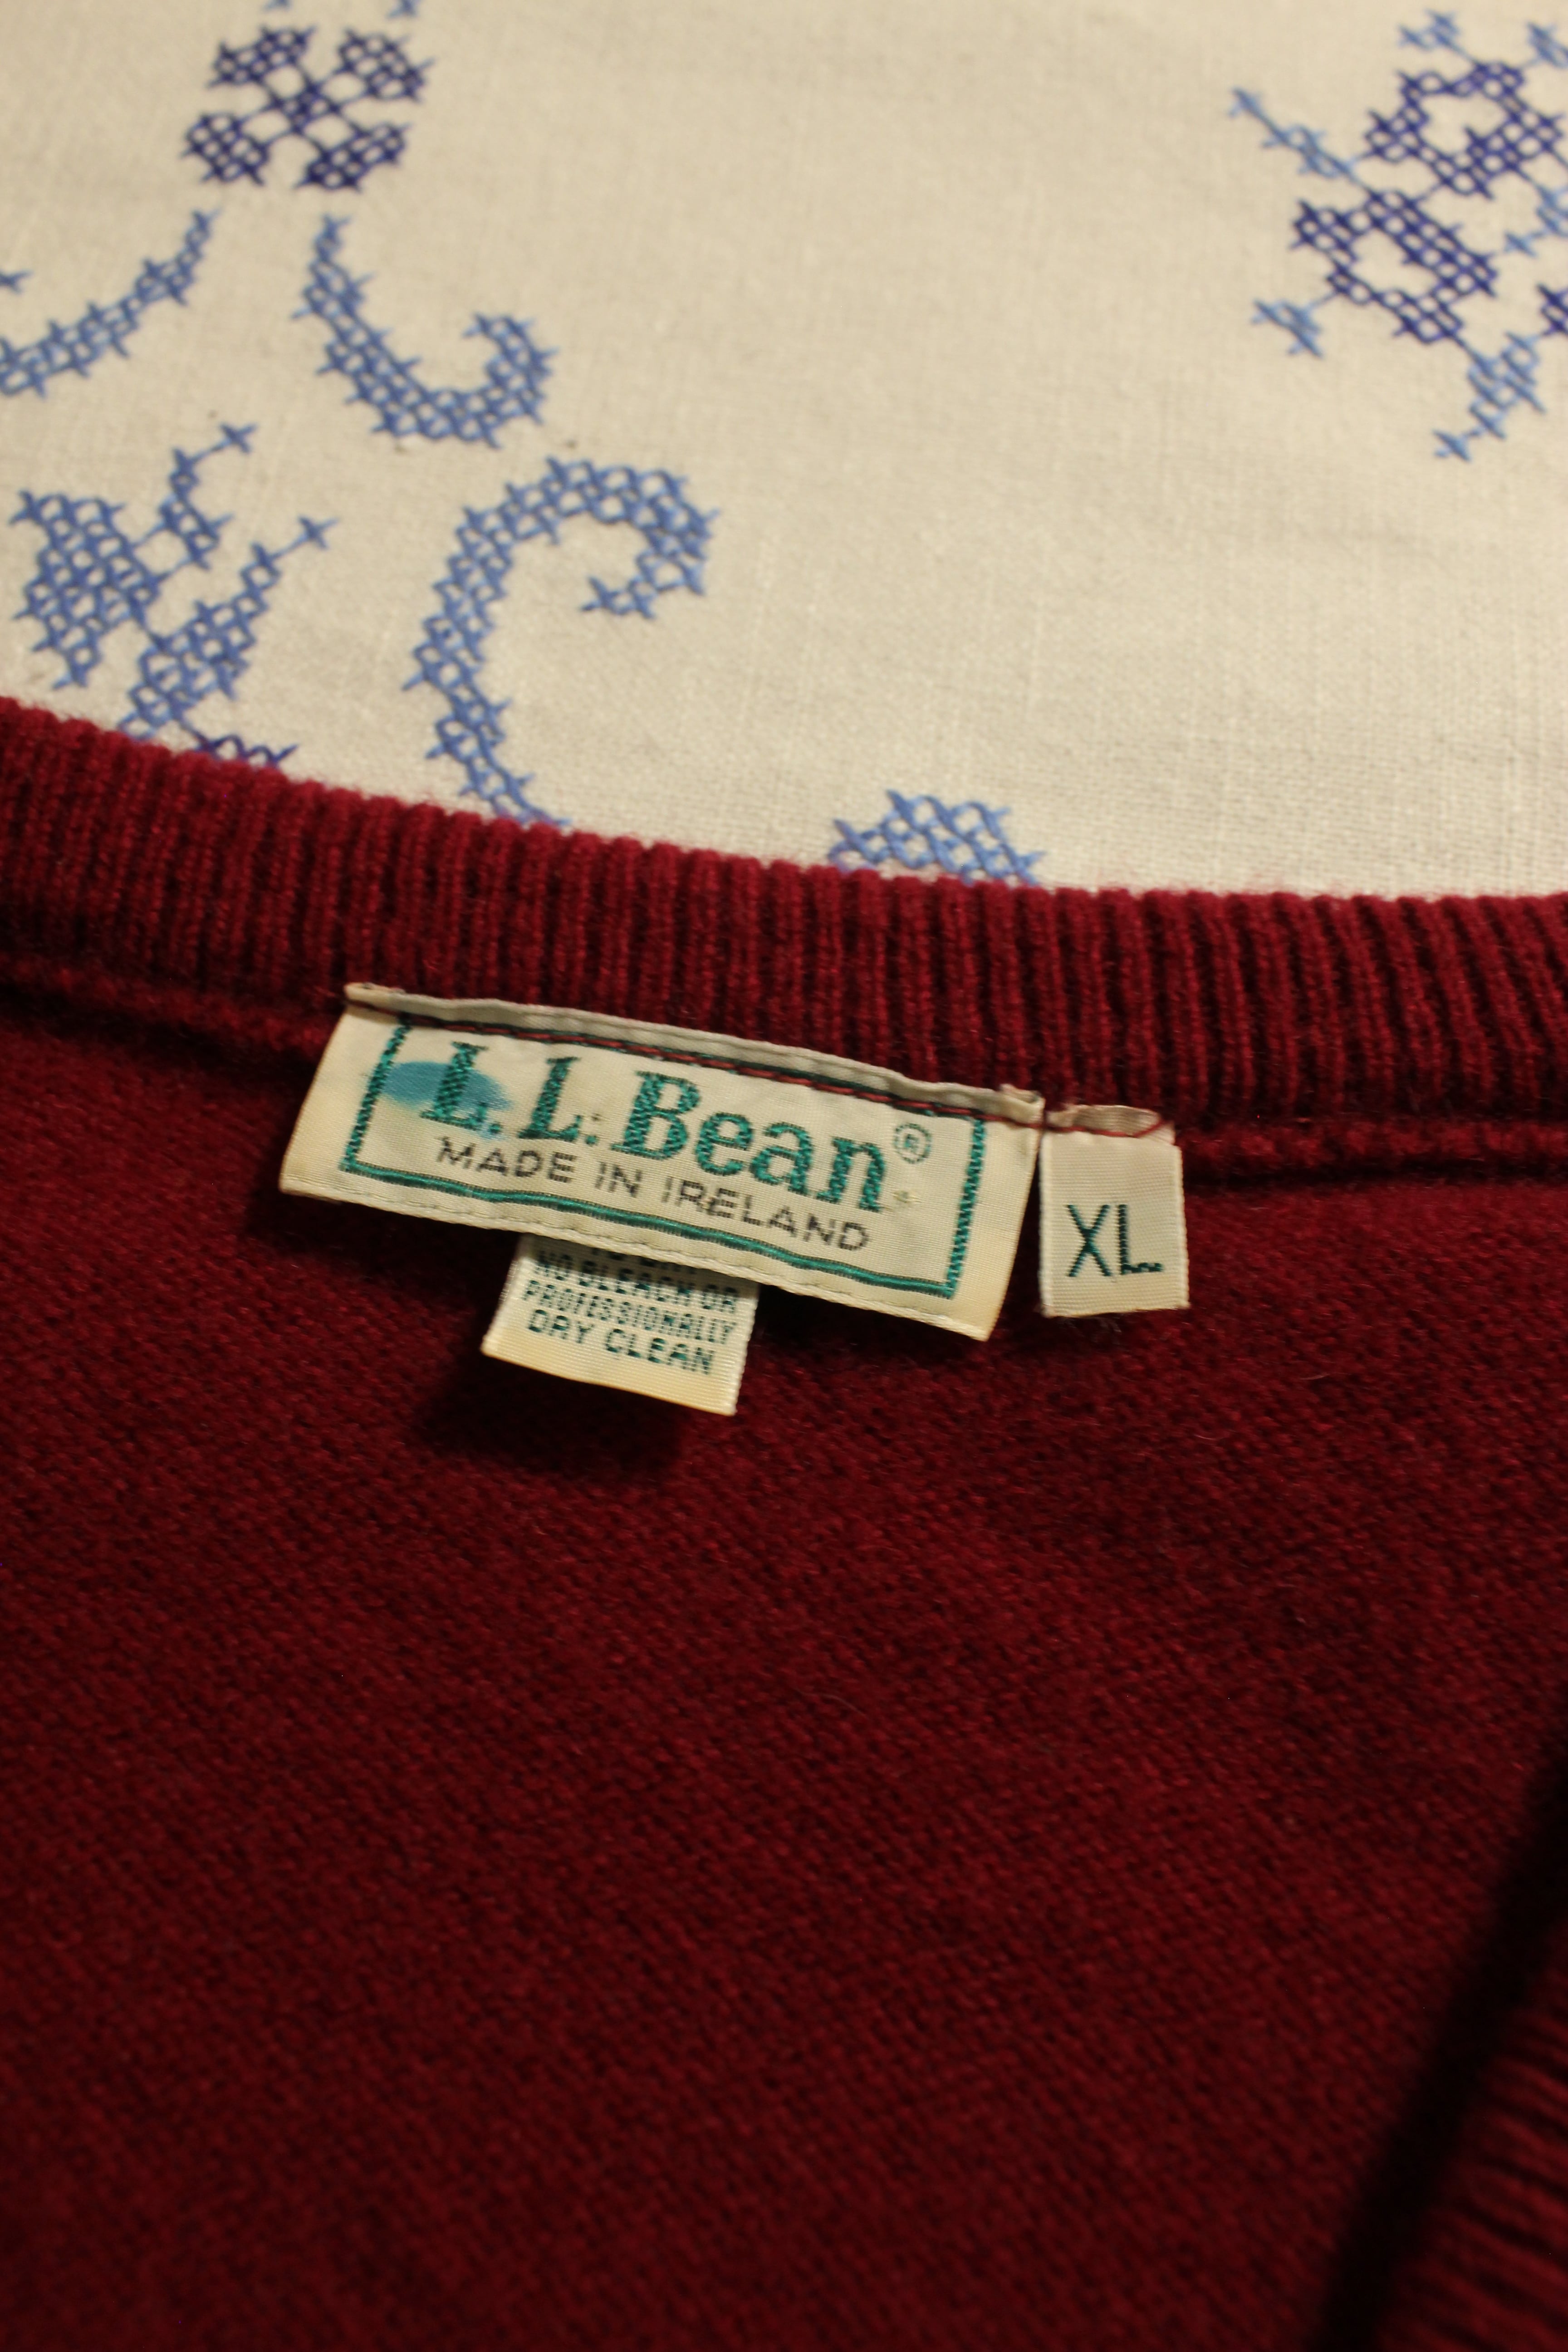 L.L.Bean®
MADE IN IRELAND
XL
NO BLEACH OR
PROFESSIONALLY
DRY CLEAN